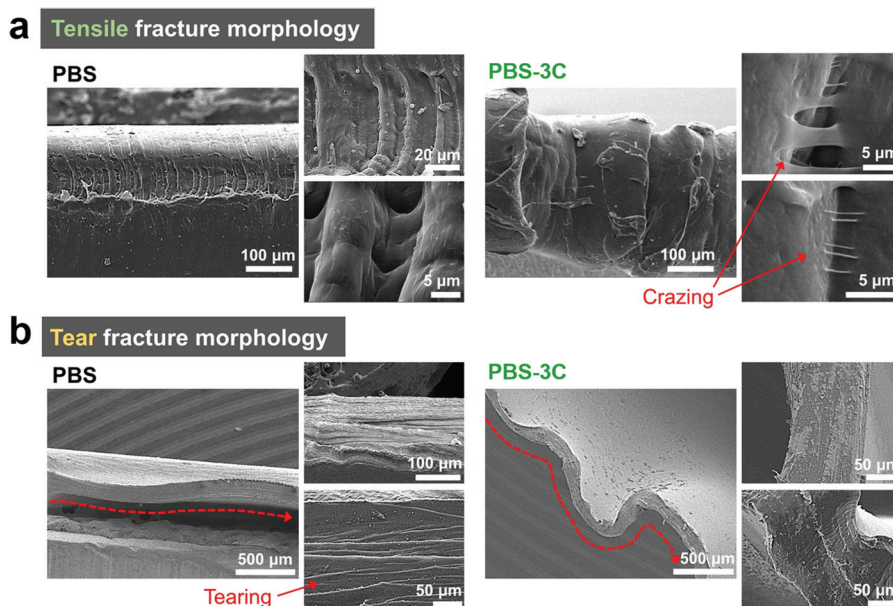 a Tensile fracture morphology
PBS
PBS-3C
100 µm
20 µm
5 µm
100 µm
5 µm
5 µm
Crazing
b Tear fracture morphology
PBS
PBS-3C
500 µm
100 µm
50 µm
Tearing
500 µm
50 µm
50 µm